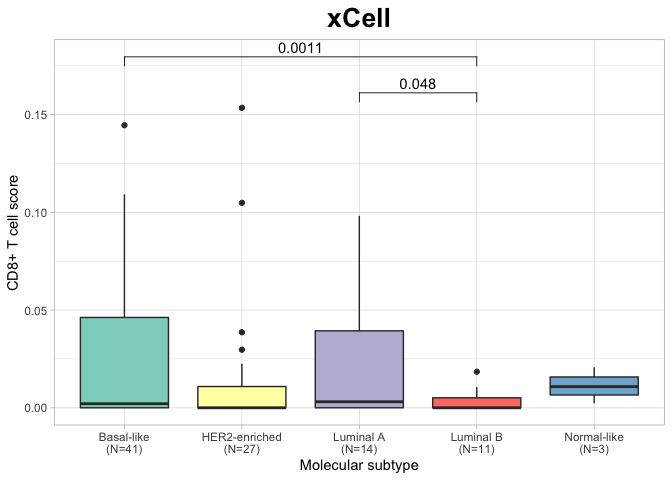 xCell
0.0011
0.048
0.15
0.10
0.05
0.00
CD8+ T cell score
Basal-like
(N=41)
HER2-enriched
(N=27)
Luminal A
(N=14)
Luminal B
(N=11)
Normal-like
(N=3)
Molecular subtype